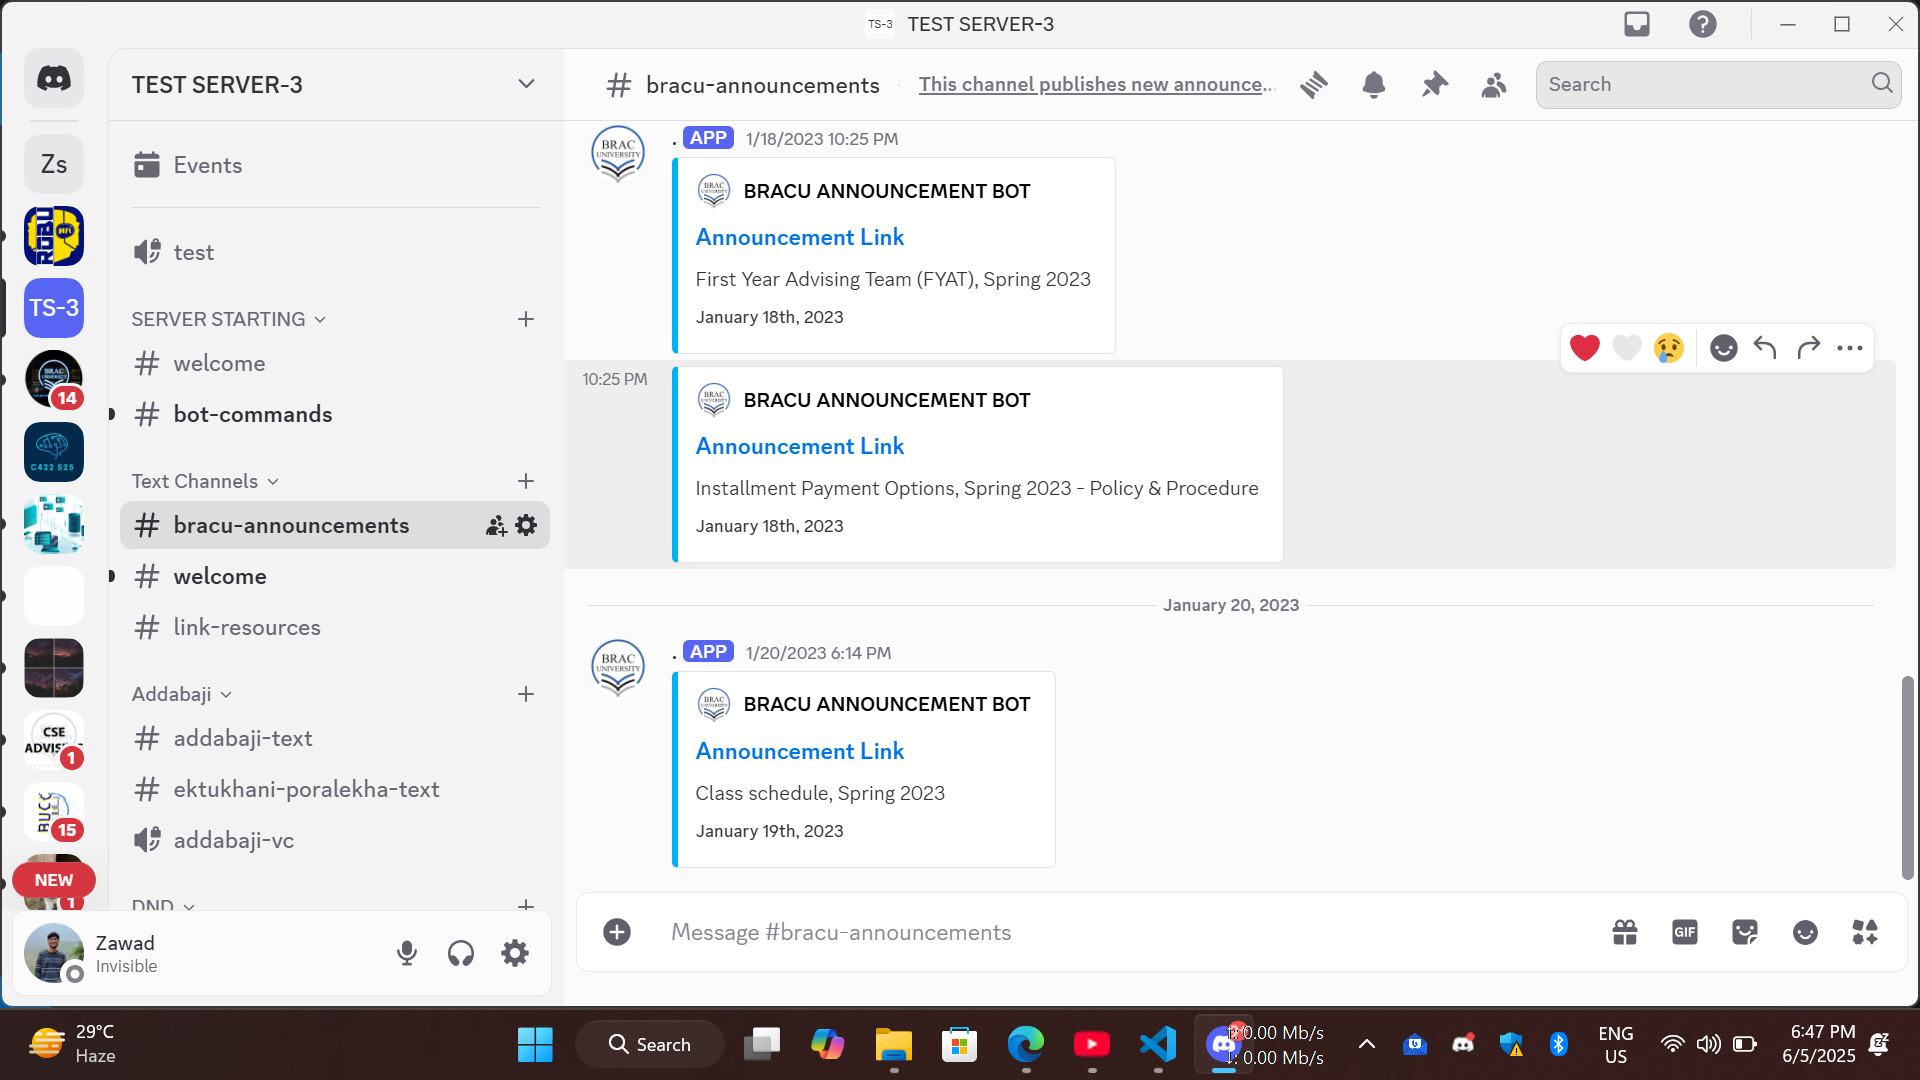 TS-3 TEST SERVER-3
TEST SERVER-3
Events
test
SERVER STARTING
welcome
bot-commands
Text Channels
bracu-announcements
welcome
link-resources
Addabaji
addabaji-text
ektukhani-poralekha-text
addabaji-vc
DND
Zs
ROBU
TS-3
14
C422 S25
CSE
1
BUCC
15
NEW
1
Zawad
Invisible
bracu-announcements
This channel publishes new announce...
Search
BRAC
UNIVERSITY
. APP 1/18/2023 10:25 PM
BRACU ANNOUNCEMENT BOT
Announcement Link
First Year Advising Team (FYAT), Spring 2023
January 18th, 2023
10:25 PM
BRACU ANNOUNCEMENT BOT
Announcement Link
Installment Payment Options, Spring 2023 - Policy & Procedure
January 18th, 2023
January 20, 2023
BRAC
UNIVERSITY
. APP 1/20/2023 6:14 PM
BRACU ANNOUNCEMENT BOT
Announcement Link
Class schedule, Spring 2023
January 19th, 2023
Message #bracu-announcements
GIF
29°C
Haze
Search
0.00 Mb/s
0.00 Mb/s
ENG
US
6:47 PM
6/5/2025